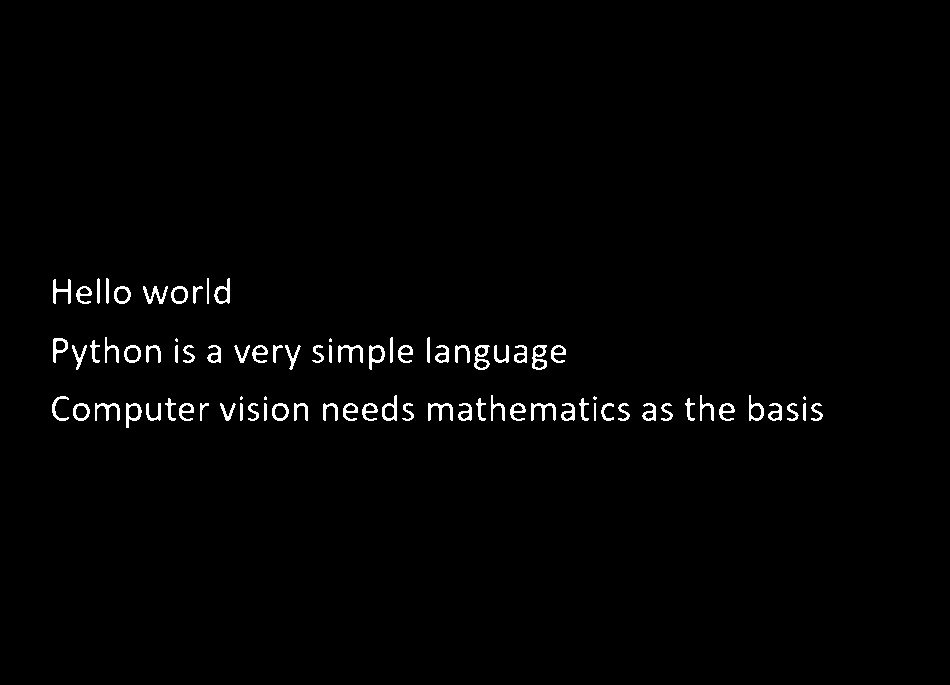 Hello world
Python is a very simple language
Computer vision needs mathematics as the basis